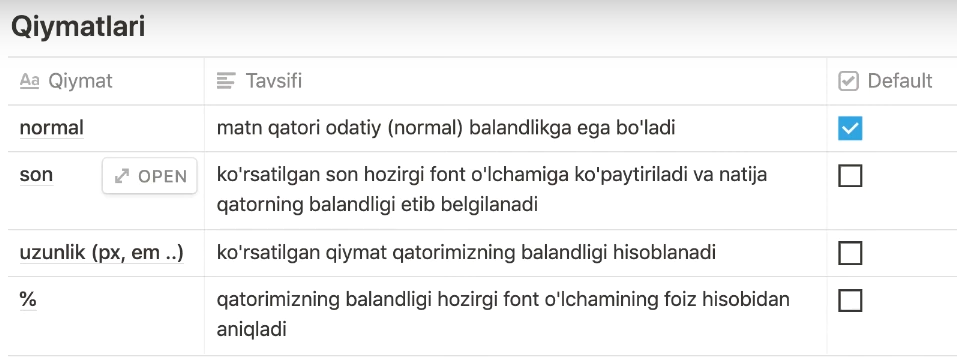 Qiymatlari
Aa Qiymat
Tavsifi
Default
normal
matn qatori odatiy (normal) balandlikga ega bo'ladi
son
OPEN
ko'rsatilgan son hozirgi font o'lchamiga ko'paytiriladi va natija
qatorning balandligi etib belgilanadi
uzunlik (px, em ..)
ko'rsatilgan qiymat qatorimizning balandligi hisoblanadi
%
qatorimizning balandligi hozirgi font o'lchamining foiz hisobidan
aniqladi